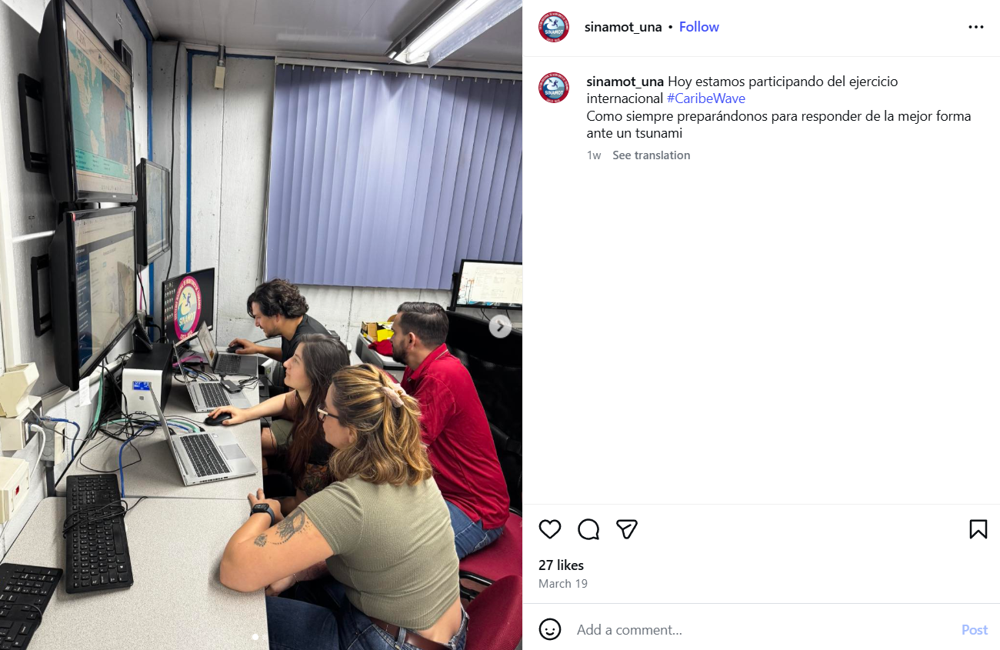 sinamot_una • Follow
sinamot_una Hoy estamos participando del ejercicio
internacional #CaribeWave
Como siempre preparándonos para responder de la mejor forma
ante un tsunami
1w See translation
27 likes
March 19
Add a comment...
Post
SINAMOT